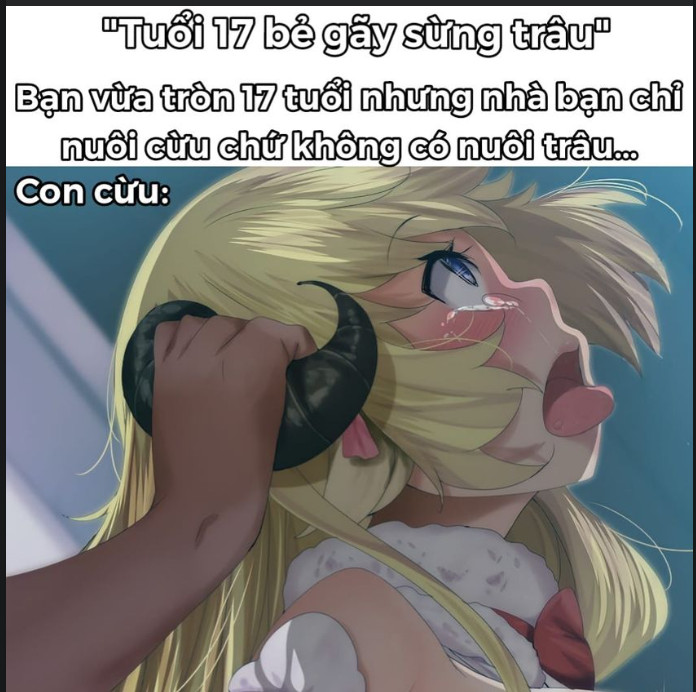 "Tuổi 17 bẻ gãy sừng trâu"
Bạn vừa tròn 17 tuổi nhưng nhà bạn chỉ
nuôi cừu chứ không có nuôi trâu...
Con cừu: